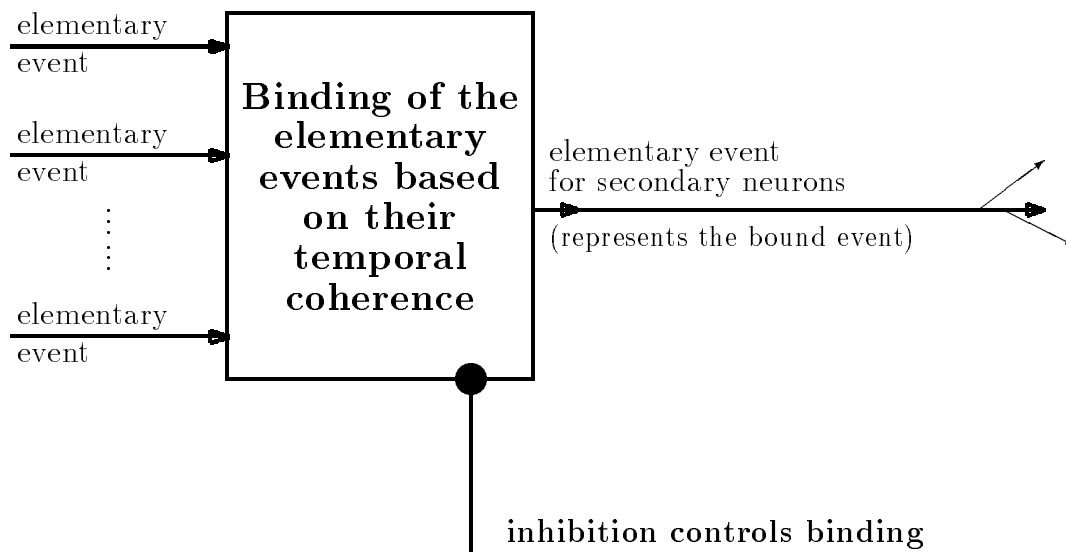 elementary
event
elementary
event
elementary
event
Binding of the
elementary
events based
on their
temporal
coherence
elementary event
for secondary neurons
(represents the bound event)
inhibition controls binding